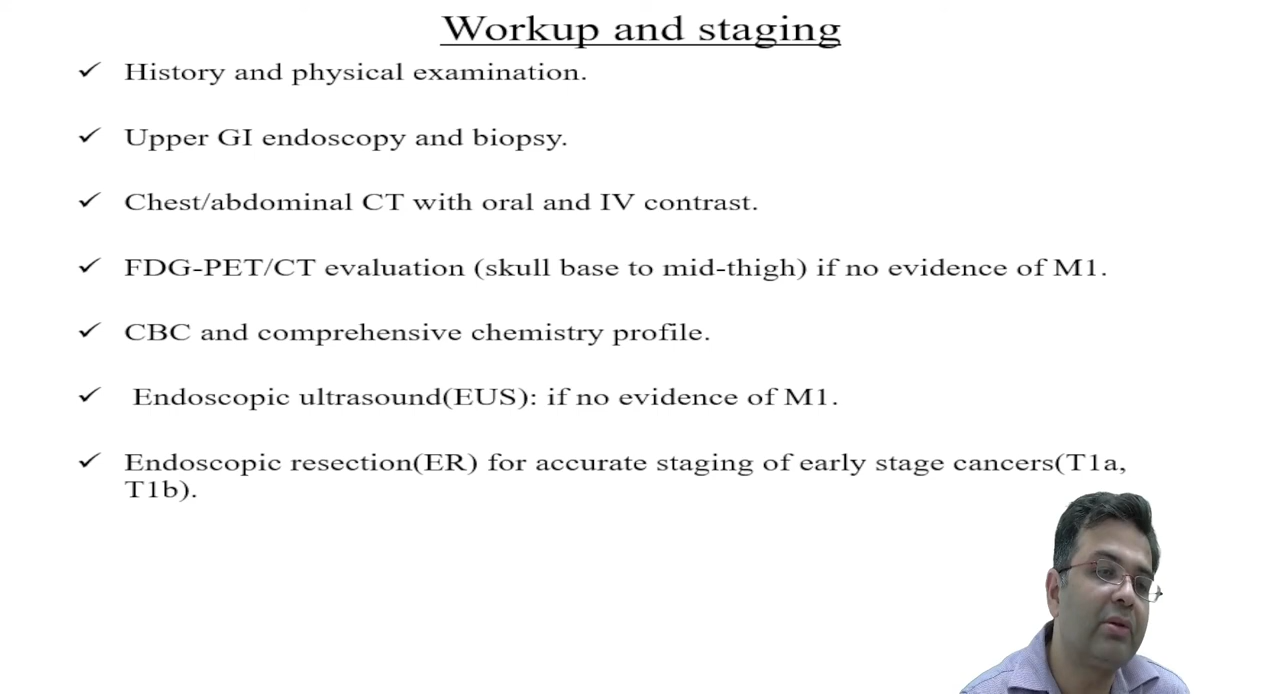 Workup and staging
✓ History and physical examination.
✓ Upper GI endoscopy and biopsy.
✓ Chest/abdominal CT with oral and IV contrast.
✓ FDG-PET/CT evaluation (skull base to mid-thigh) if no evidence of M1.
✓ CBC and comprehensive chemistry profile.
✓ Endoscopic ultrasound(EUS): if no evidence of M1.
✓ Endoscopic resection(ER) for accurate staging of early stage cancers(T1a,
T1b).